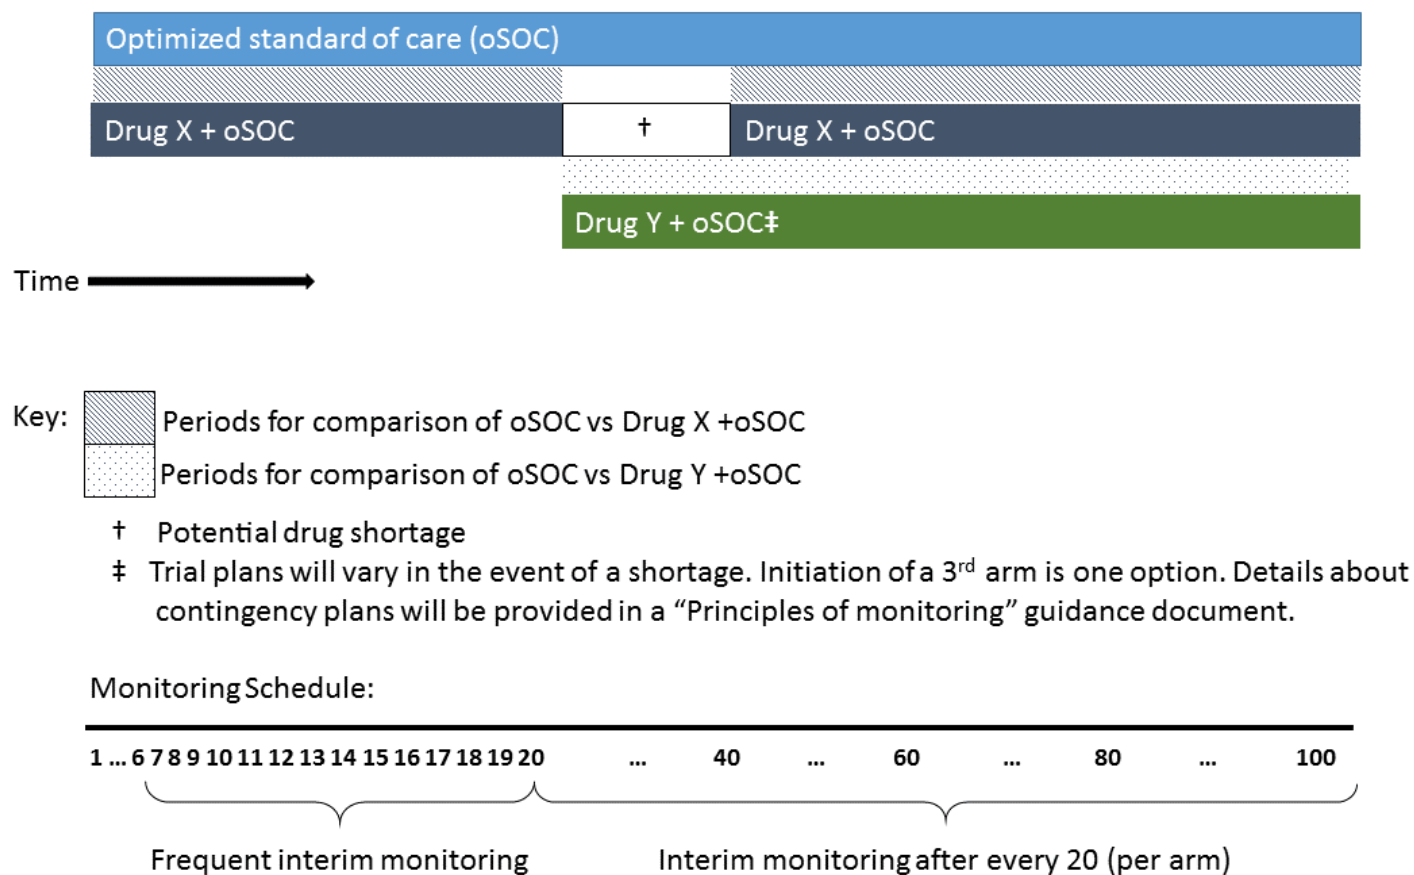 Optimized standard of care (oSOC)
Drug X + oSOC
†
Drug X + oSOC
Drug Y + oSOC‡
Time
Key:
Periods for comparison of oSOC vs Drug X +oSOC
Periods for comparison of oSOC vs Drug Y +oSOC
† Potential drug shortage
‡ Trial plans will vary in the event of a shortage. Initiation of a 3rd arm is one option. Details about
contingency plans will be provided in a “Principles of monitoring” guidance document.
Monitoring Schedule:
1 ... 6 7 8 9 10 11 12 13 14 15 16 17 18 19 20 ... 40 ... 60 ... 80 ... 100
Frequent interim monitoring
Interim monitoring after every 20 (per arm)